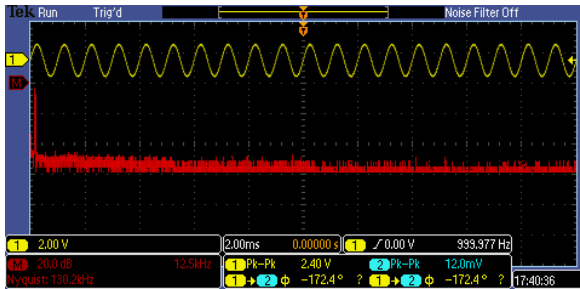 Tek Run Trig'd Noise Filter Off
1
M
1 2.00 V 2.00ms 0.00000 s 1 / 0.00 V 999.977 Hz
M 20.0 dB 12.5kHz 1 Pk-Pk 2.40 V 2 Pk-Pk 12.0mV
Nyquist: 130.2kHz 1 → 2 Φ -172.4° ? 1 → 2 Φ -172.4° ? 17:40:36